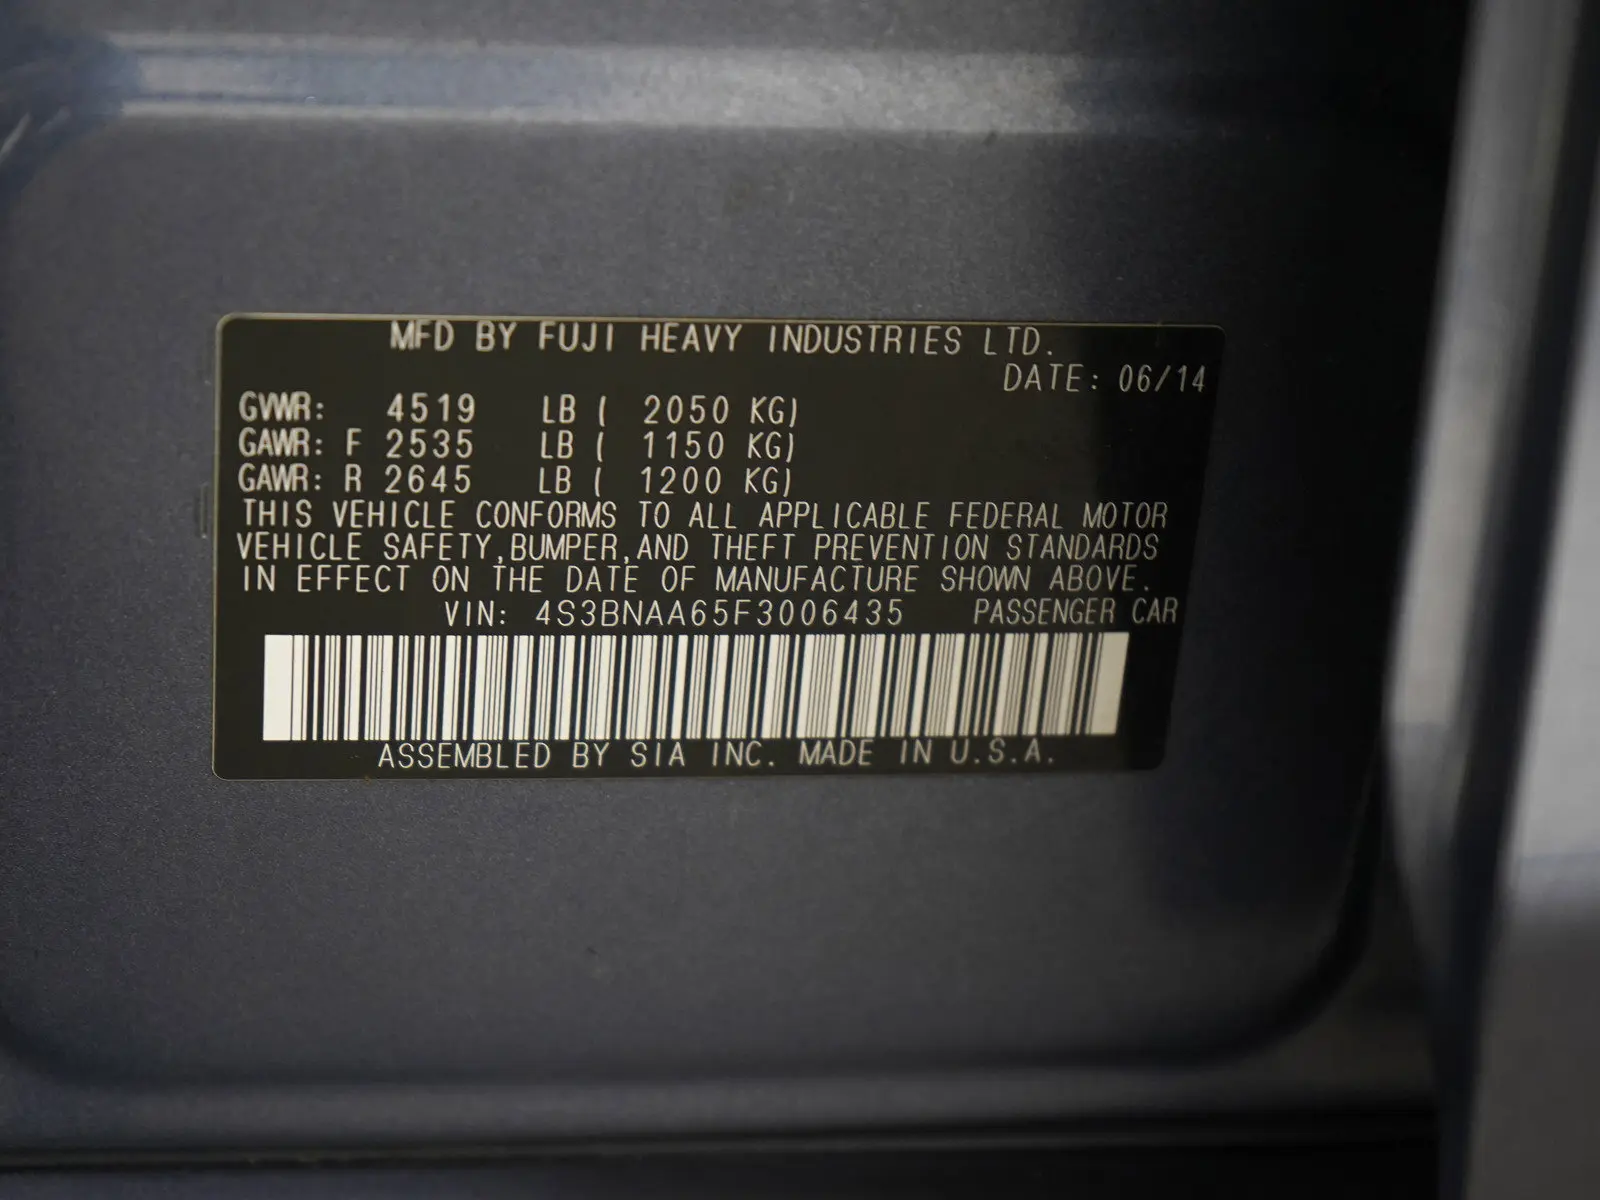 MFD BY FUJI HEAVY INDUSTRIES LTD.
DATE: 06/14
GVWR: 4519 LB ( 2050 KG)
GAWR: F 2535 LB ( 1150 KG)
GAWR: R 2645 LB ( 1200 KG)
THIS VEHICLE CONFORMS TO ALL APPLICABLE FEDERAL MOTOR
VEHICLE SAFETY,BUMPER,AND THEFT PREVENTION STANDARDS
IN EFFECT ON THE DATE OF MANUFACTURE SHOWN ABOVE.
VIN: 4S3BNAA65F3006435 PASSENGER CAR
ASSEMBLED BY SIA INC. MADE IN U.S.A.